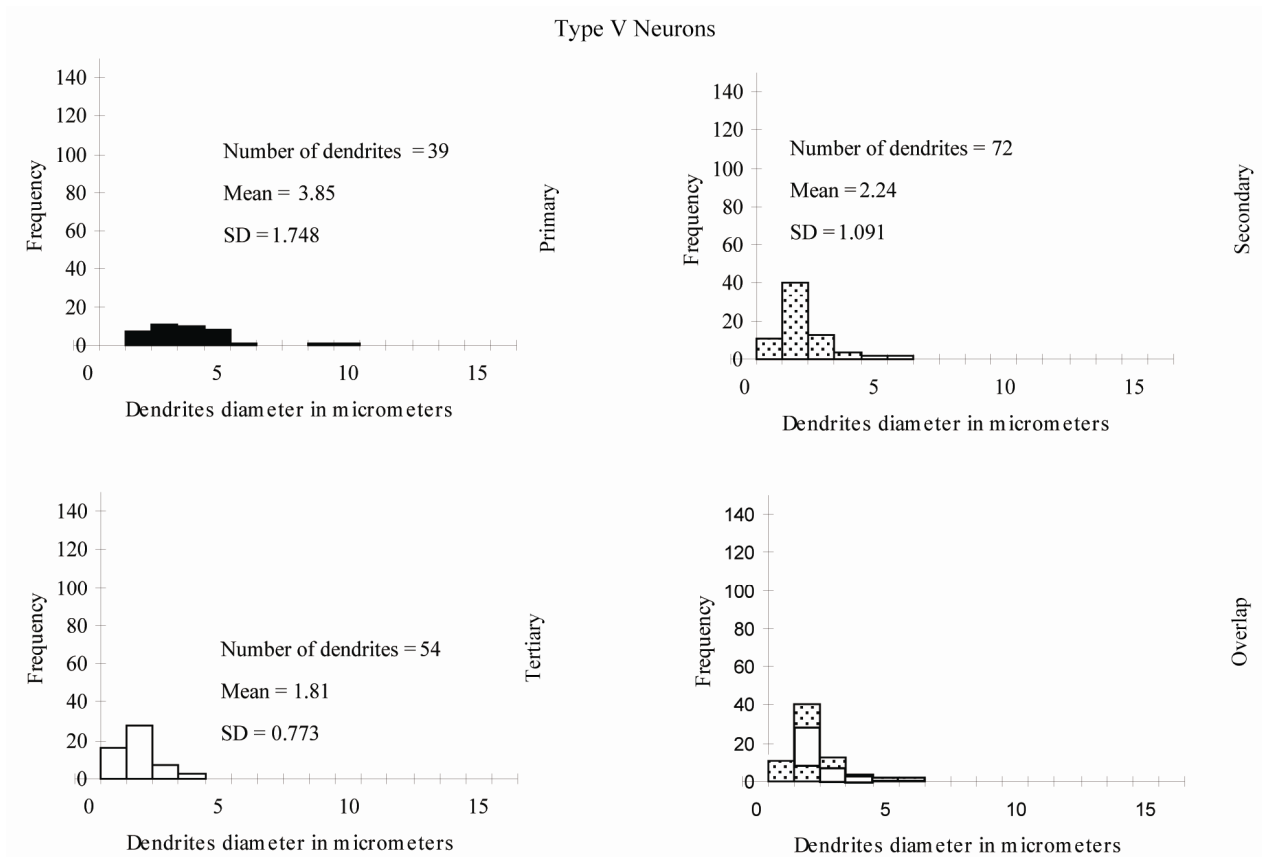 Type V Neurons
140
120
100
80
60
40
20
0
Frequency
Number of dendrites = 39
Mean = 3.85
SD = 1.748
Primary
0 5 10 15
Dendrites diameter in micrometers
140
120
100
80
60
40
20
0
Frequency
Number of dendrites = 72
Mean = 2.24
SD = 1.091
Secondary
0 5 10 15
Dendrites diameter in micrometers
140
120
100
80
60
40
20
0
Frequency
Number of dendrites = 54
Mean = 1.81
SD = 0.773
Tertiary
0 5 10 15
Dendrites diameter in micrometers
140
120
100
80
60
40
20
0
Frequency
Overlap
0 5 10 15
Dendrites diameter in micrometers